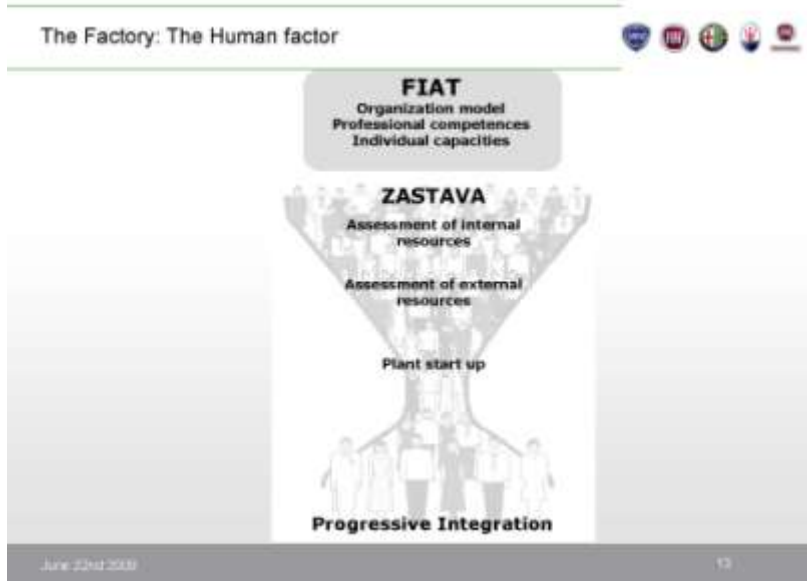 The Factory: The Human factor
FIAT
Organization model
Professional competences
Individual capacities
ZASTAVA
Assessment of internal
resources
Assessment of external
resources
Plant start up
Progressive Integration
June 22nd 2009
13